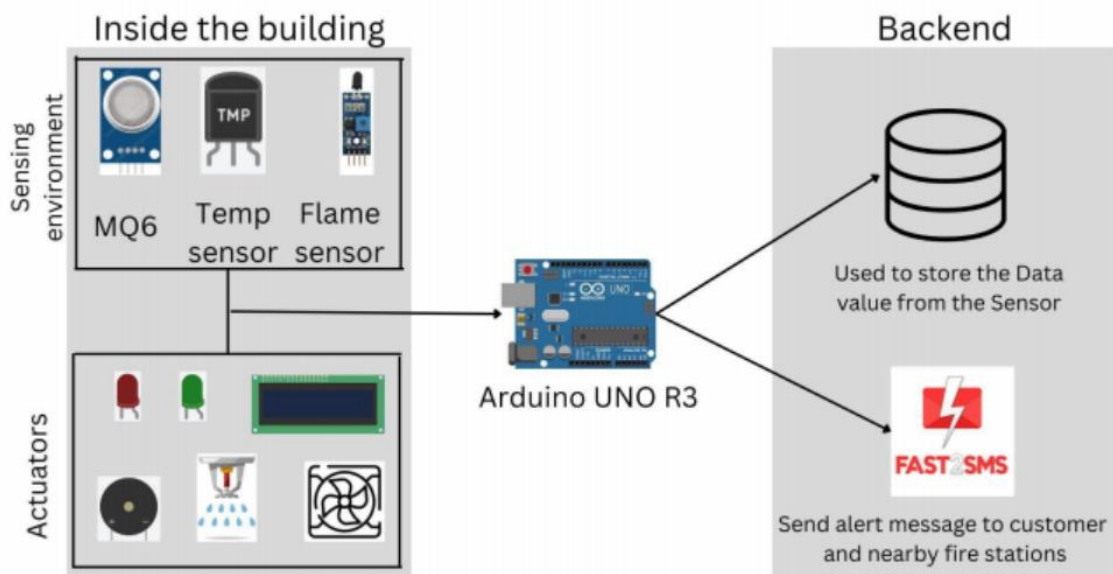 Inside the building
Backend
Sensing
environment
TMP
MQ6
Temp
sensor
Flame
sensor
UNO
Arduino UNO R3
Used to store the Data
value from the Sensor
Actuators
FAST2SMS
Send alert message to customer
and nearby fire stations